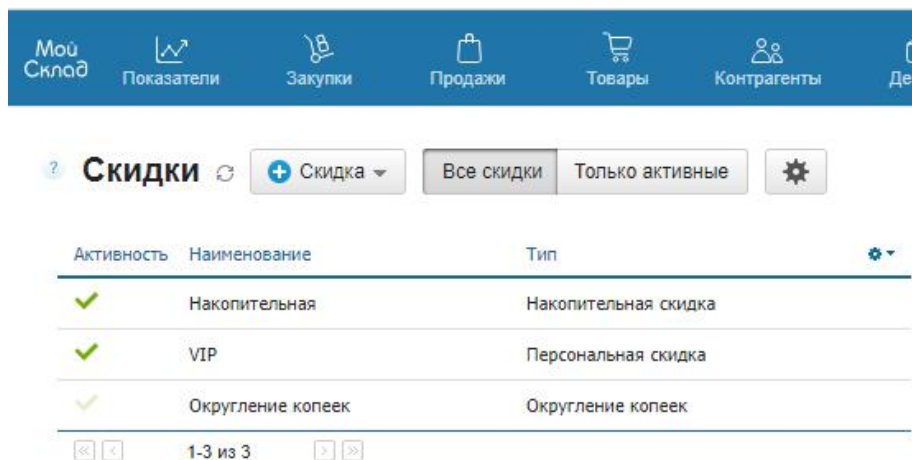 Мой Склад
Показатели
Закупки
Продажи
Товары
Контрагенты
? Скидки Скидка Все скидки Только активные
Активность Наименование Тип
Накопительная Накопительная скидка
VIP Персональная скидка
Округление копеек Округление копеек
1-3 из 3